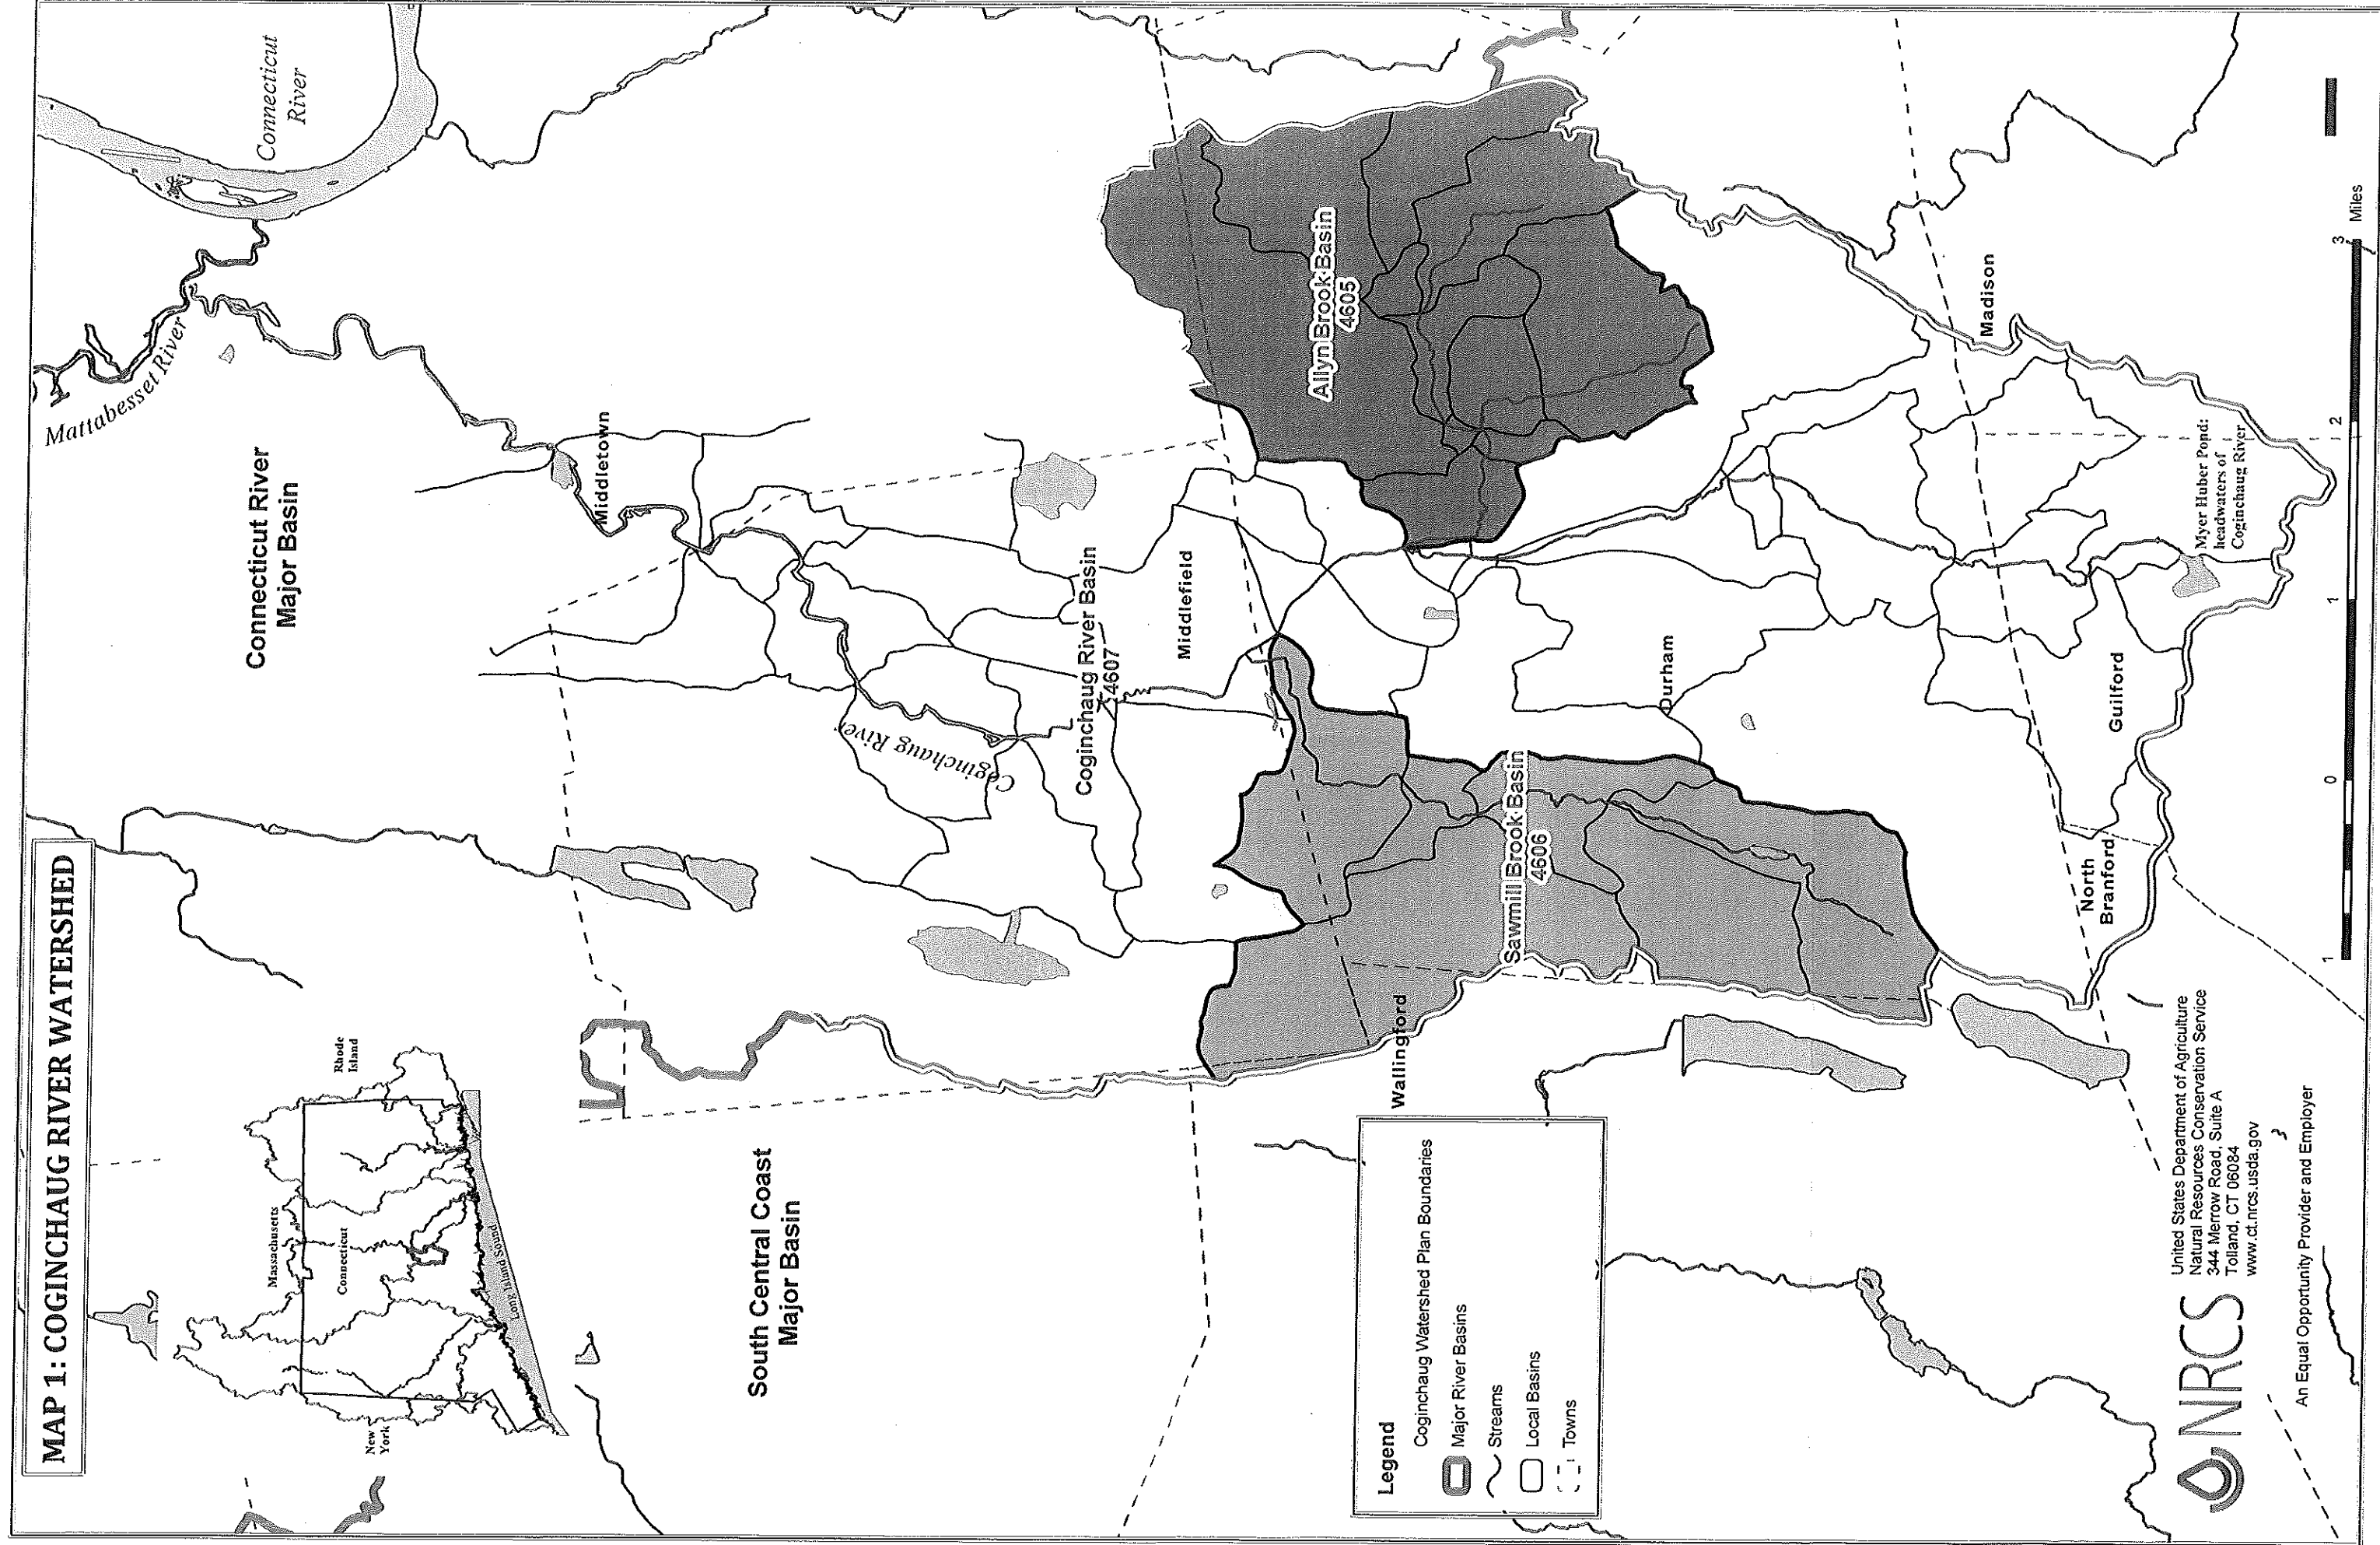 MAP 1: COGINCHAUG RIVER WATERSHED
New
York
Massachusetts
Connecticut
Rhode
Island
Long Island Sound
Connecticut River
Major Basin
Mattabesset River
Connecticut
River
South Central Coast
Major Basin
Middletown
Coginchaug River
Coginchaug River Basin
4607
Middlefield
Allyn Brook Basin
4605
Wallingford
Sawmill Brook Basin
4606
Durham
Madison
North
Branford
Guilford
Myer Huber Pond:
headwaters of
Coginchaug River
Legend
Coginchaug Watershed Plan Boundaries
Major River Basins
Streams
Local Basins
Towns
NRCS
United States Department of Agriculture
Natural Resources Conservation Service
344 Merrow Road, Suite A
Tolland, CT 06084
www.ct.nrcs.usda.gov
An Equal Opportunity Provider and Employer
1 0 1 2 3
Miles